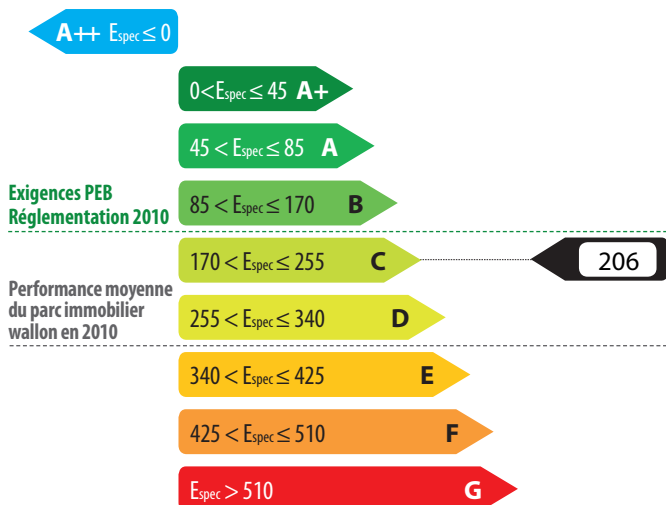 A++ Espec ≤ 0
0 < Espec ≤ 45 A+
45 < Espec ≤ 85 A
Exigences PEB
Réglementation 2010
85 < Espec ≤ 170 B
170 < Espec ≤ 255 C
206
Performance moyenne
du parc immobilier
wallon en 2010
255 < Espec ≤ 340 D
340 < Espec ≤ 425 E
425 < Espec ≤ 510 F
Espec > 510 G